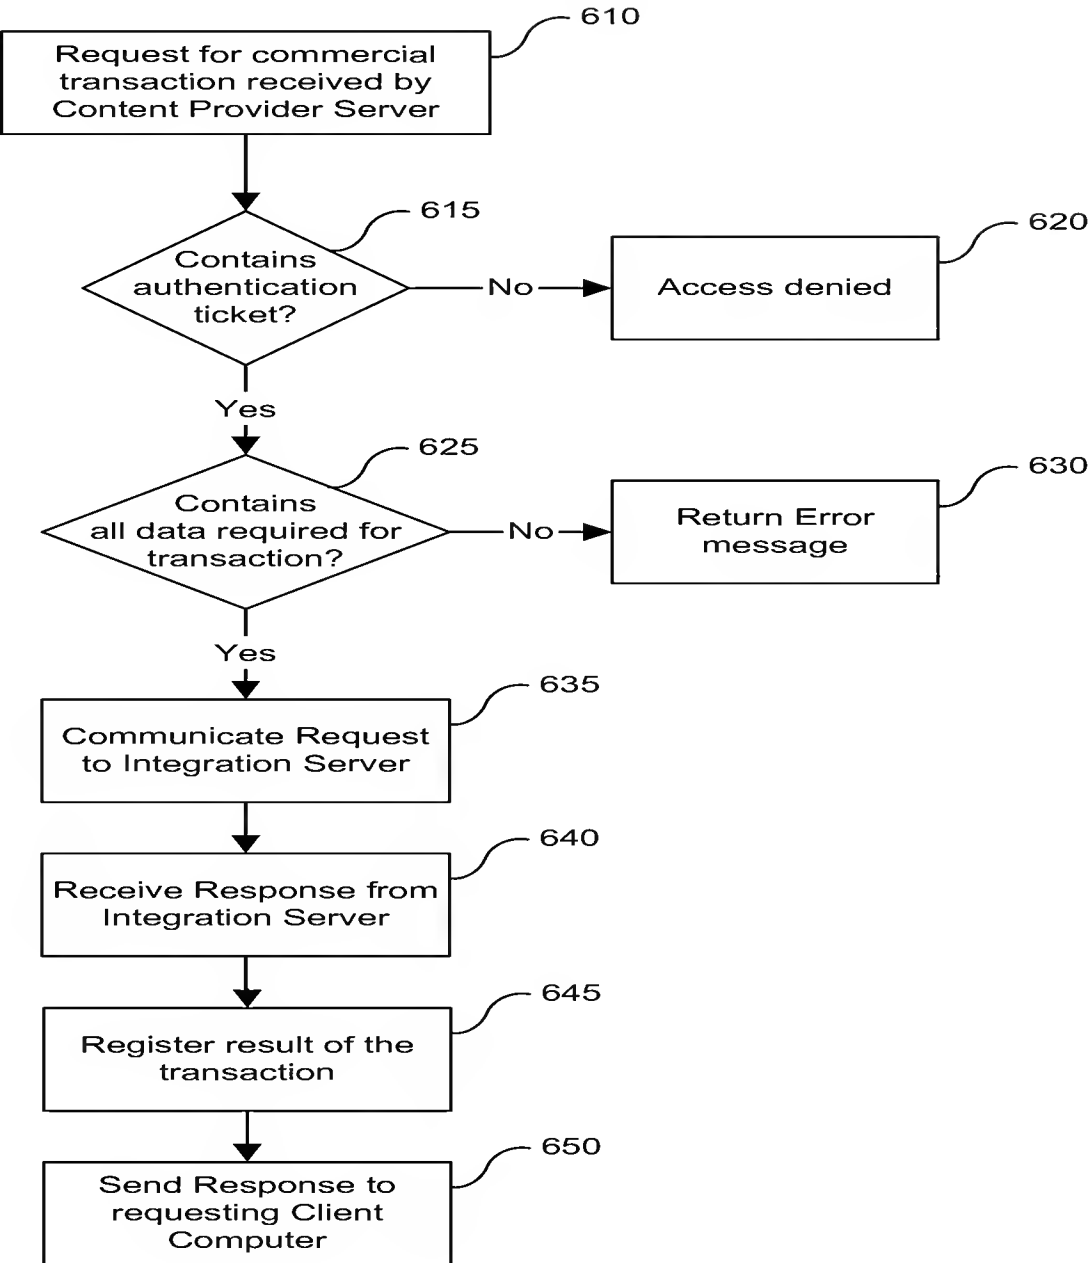 610
Request for commercial
transaction received by
Content Provider Server
615
Contains
authentication
ticket?
No
620
Access denied
Yes
625
Contains
all data required for
transaction?
No
630
Return Error
message
Yes
635
Communicate Request
to Integration Server
640
Receive Response from
Integration Server
645
Register result of the
transaction
650
Send Response to
requesting Client
Computer